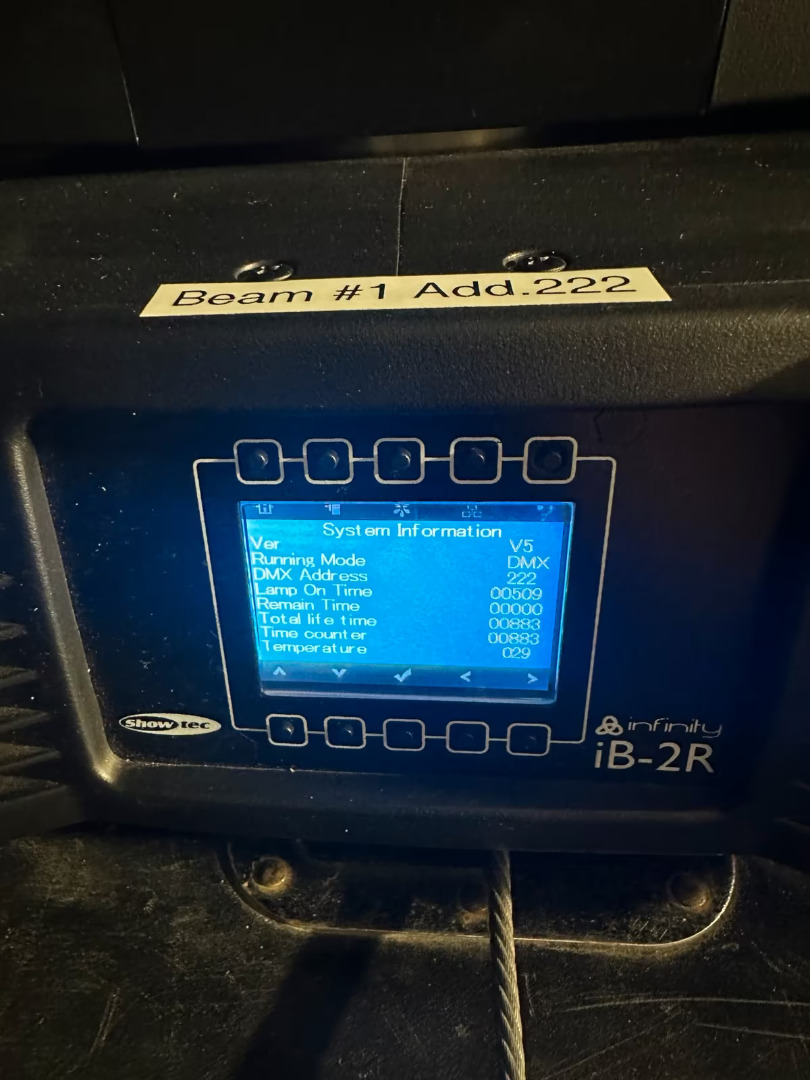 Beam #1 Add.222
System Information
Ver V5
Running Mode DMX
DMX Address 222
Lamp On Time 00509
Remain Time 00000
Total life time 00883
Time counter 00883
Temperature 029
Showtec
infinity
iB-2R